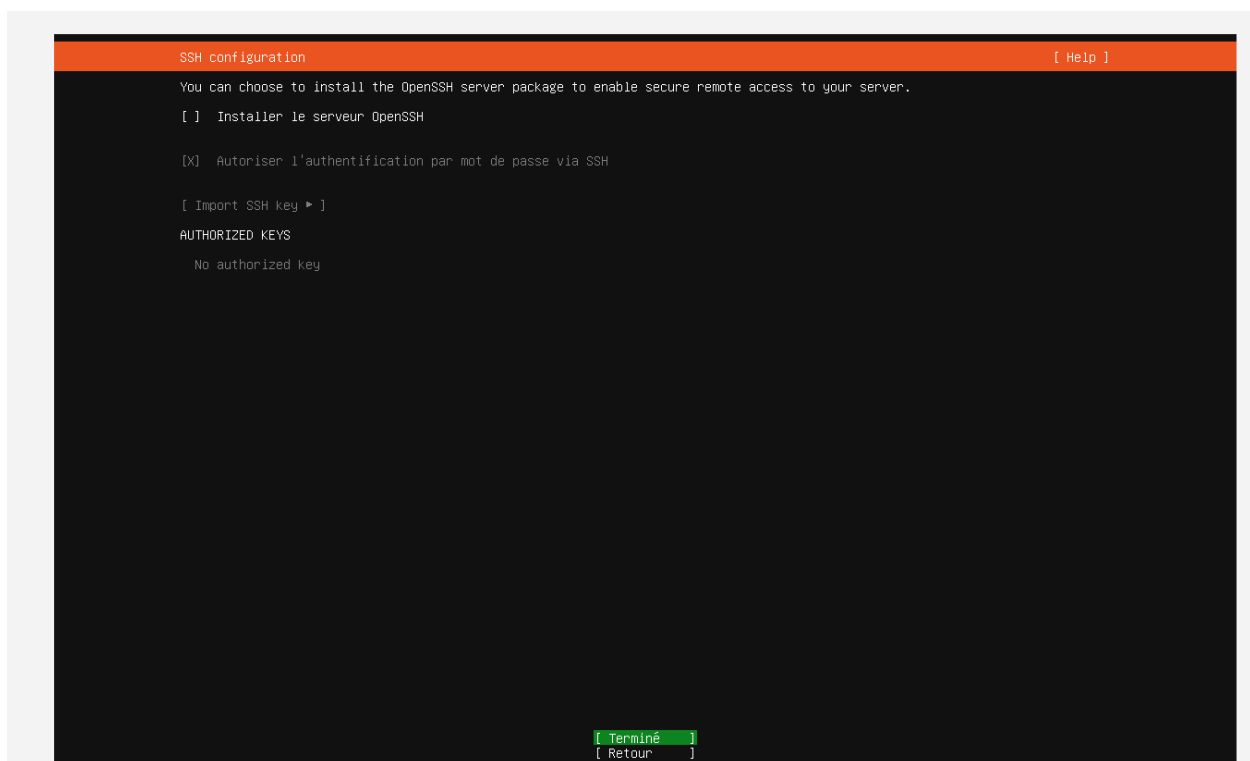 SSH configuration [ Help ]
You can choose to install the OpenSSH server package to enable secure remote access to your server.
[ ] Installer le serveur OpenSSH
[X] Autoriser l'authentification par mot de passe via SSH
[ Import SSH key ▸ ]
AUTHORIZED KEYS
No authorized key
[ Terminé ]
[ Retour ]